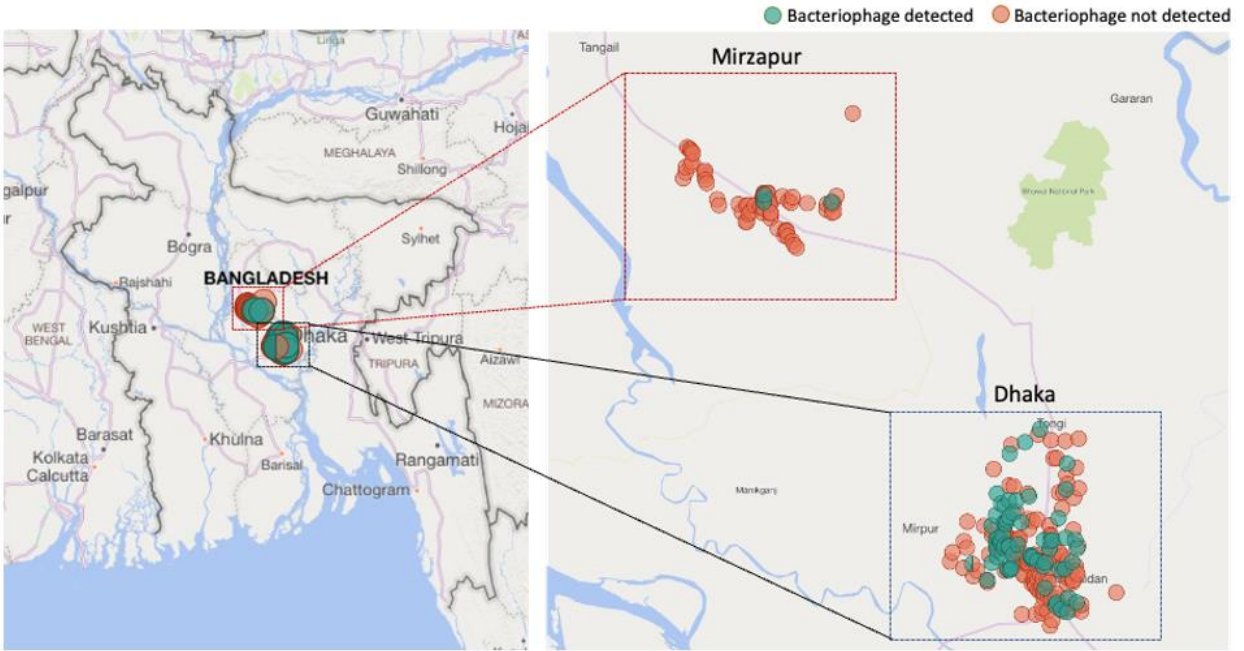 Bacteriophage detected
Bacteriophage not detected
Linga
Guwahati
Hoja
MEGHALAYA
Shillong
galpur
Sylhet
Bogra
BANGLADESH
Rajshahi
WEST
BENGAL
Kushtia
Dhaka
West Tripura
TRIPURA
Aizawl
MIZORA
Barasat
Khulna
Kolkata
Calcutta
Barisal
Rangamati
Chattogram
Tangail
Mirzapur
Gararan
Bhawal National Park
Dhaka
Tongi
Manikganj
Mirpur
dan